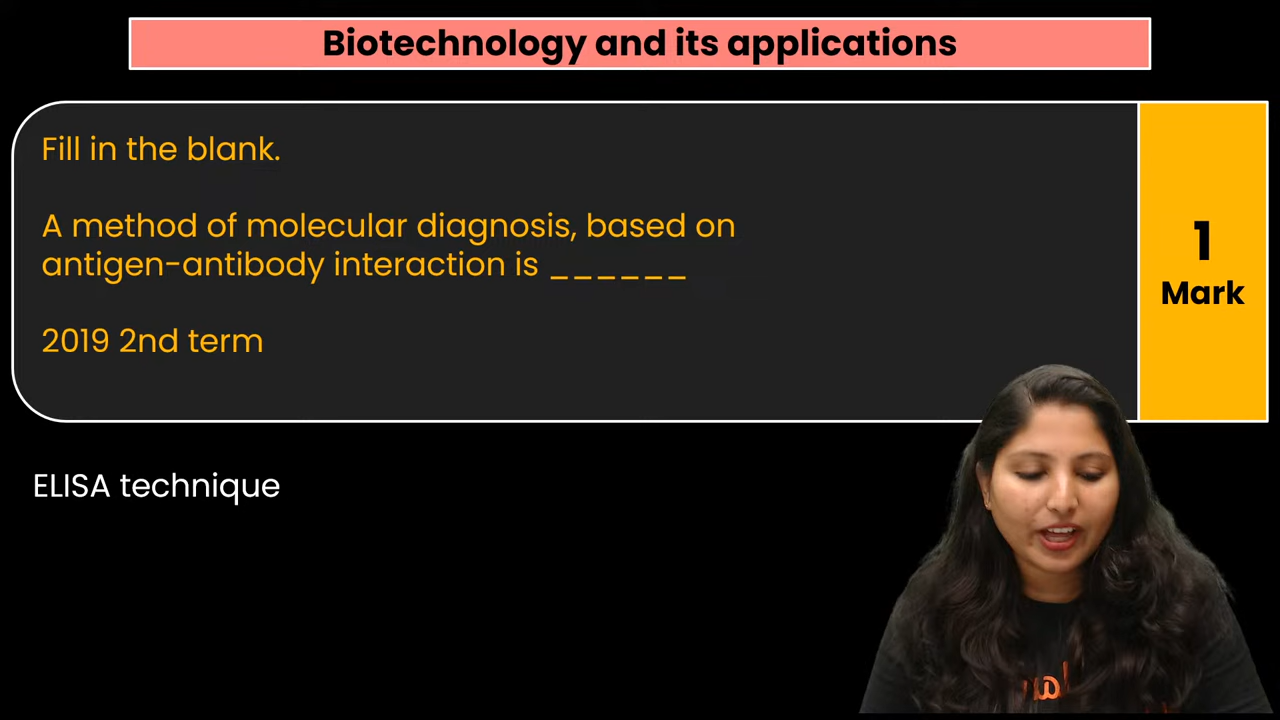 Biotechnology and its applications
Fill in the blank.
A method of molecular diagnosis, based on
antigen-antibody interaction is ______
2019 2nd term
1
Mark
ELISA technique